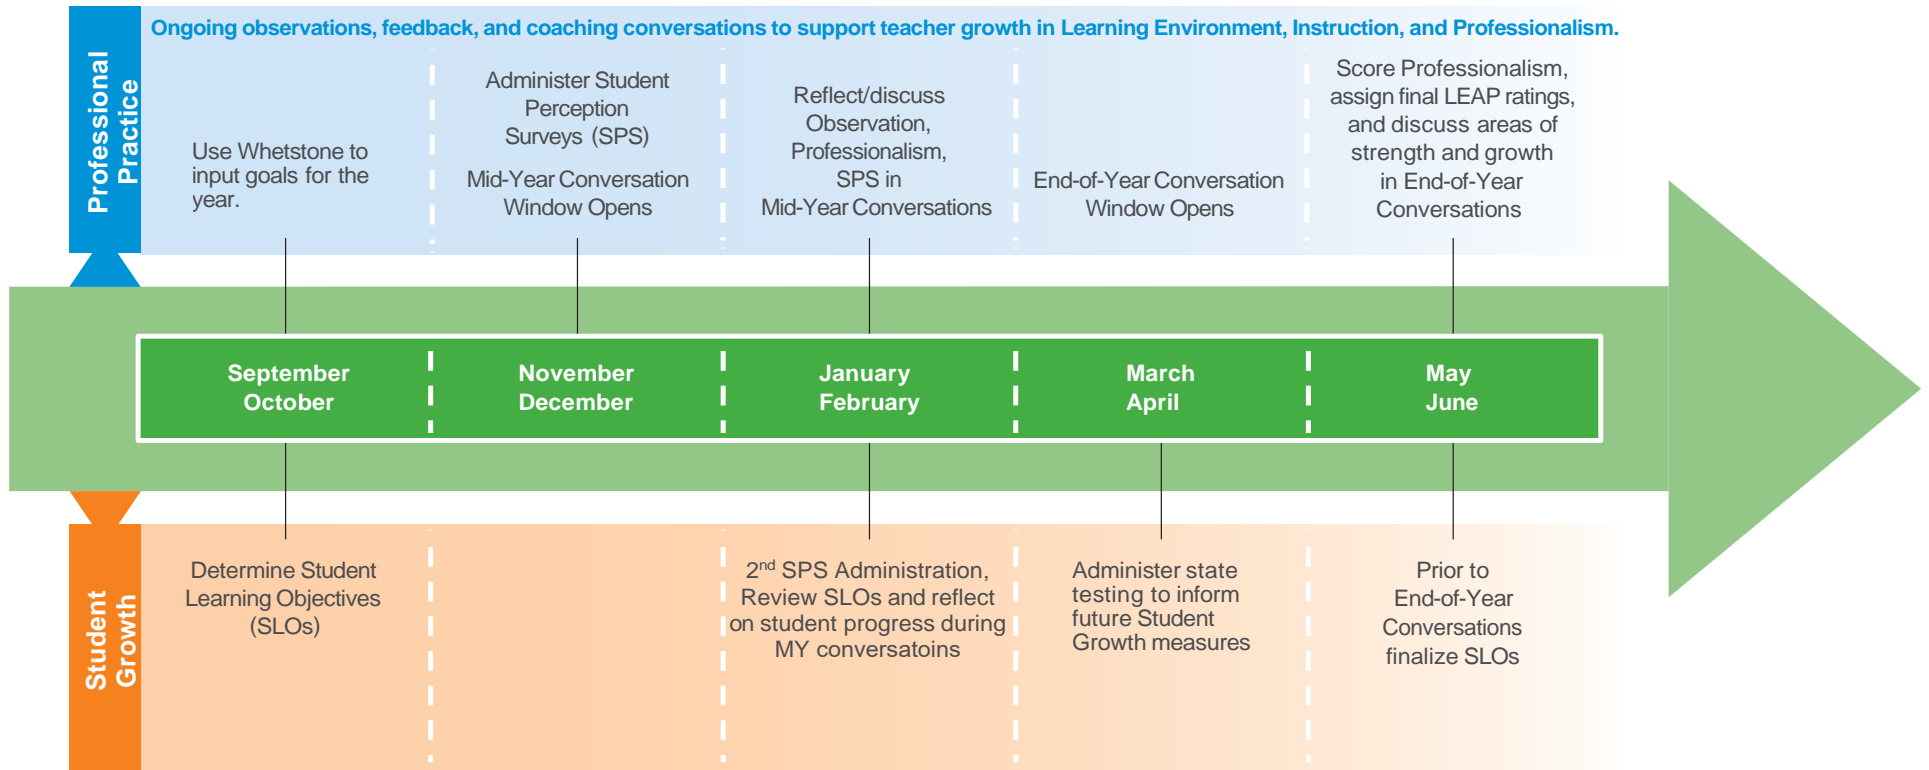 Ongoing observations, feedback, and coaching conversations to support teacher growth in Learning Environment, Instruction, and Professionalism.
Professional
Practice
Use Whetstone to
input goals for the
year.
Administer Student
Perception
Surveys (SPS)
Mid-Year Conversation
Window Opens
Reflect/discuss
Observation,
Professionalism,
SPS in
Mid-Year Conversations
End-of-Year Conversation
Window Opens
Score Professionalism,
assign final LEAP ratings,
and discuss areas of
strength and growth
in End-of-Year
Conversations
September
October
November
December
January
February
March
April
May
June
Student
Growth
Determine Student
Learning Objectives
(SLOs)
2nd SPS Administration,
Review SLOs and reflect
on student progress during
MY conversatoins
Administer state
testing to inform
future Student
Growth measures
Prior to
End-of-Year
Conversations
finalize SLOs